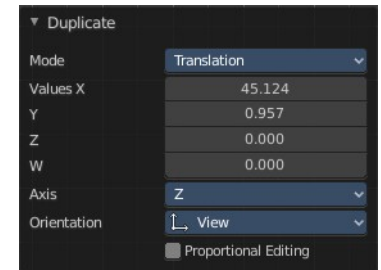 Duplicate
Mode Translation
Values X 45.124
Y 0.957
Z 0.000
W 0.000
Axis Z
Orientation View
Proportional Editing